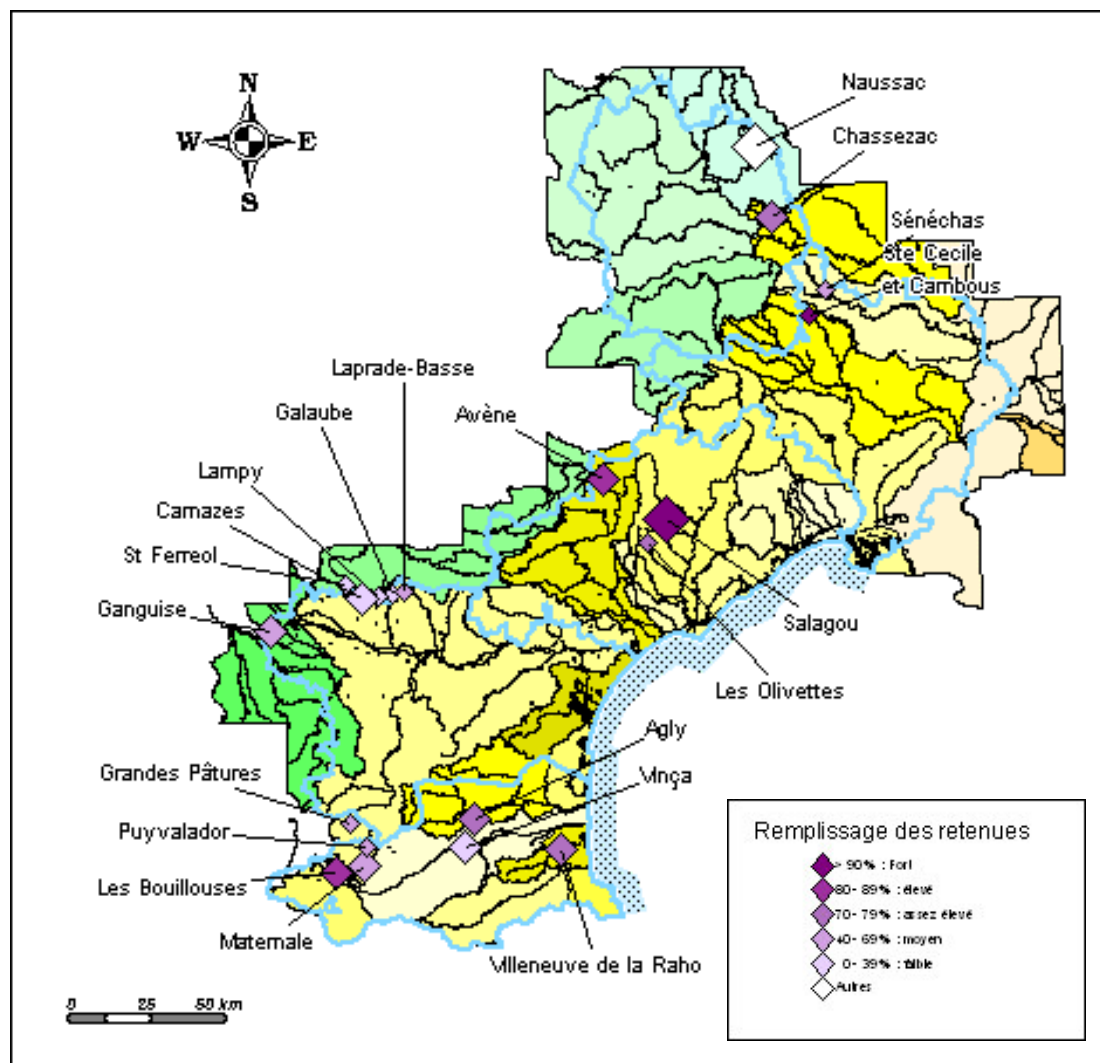 N
W E
S
Naussac
Chassezac
Sénéchas
Ste Cecile
et Cambous
Laprade-Basse
Galaube
Avène
Lampy
Camazes
St Ferreol
Ganguise
Salagou
Les Olivettes
Agly
Vinça
Grandes Pâtures
Puyvalador
Les Bouillouses
Matemale
Villeneuve de la Raho
Remplissage des retenues
> 90% : Fort
80- 89% : élevé
70- 79% : assez élevé
40- 69% : moyen
0- 39% : faible
Autres
0 25 50 km